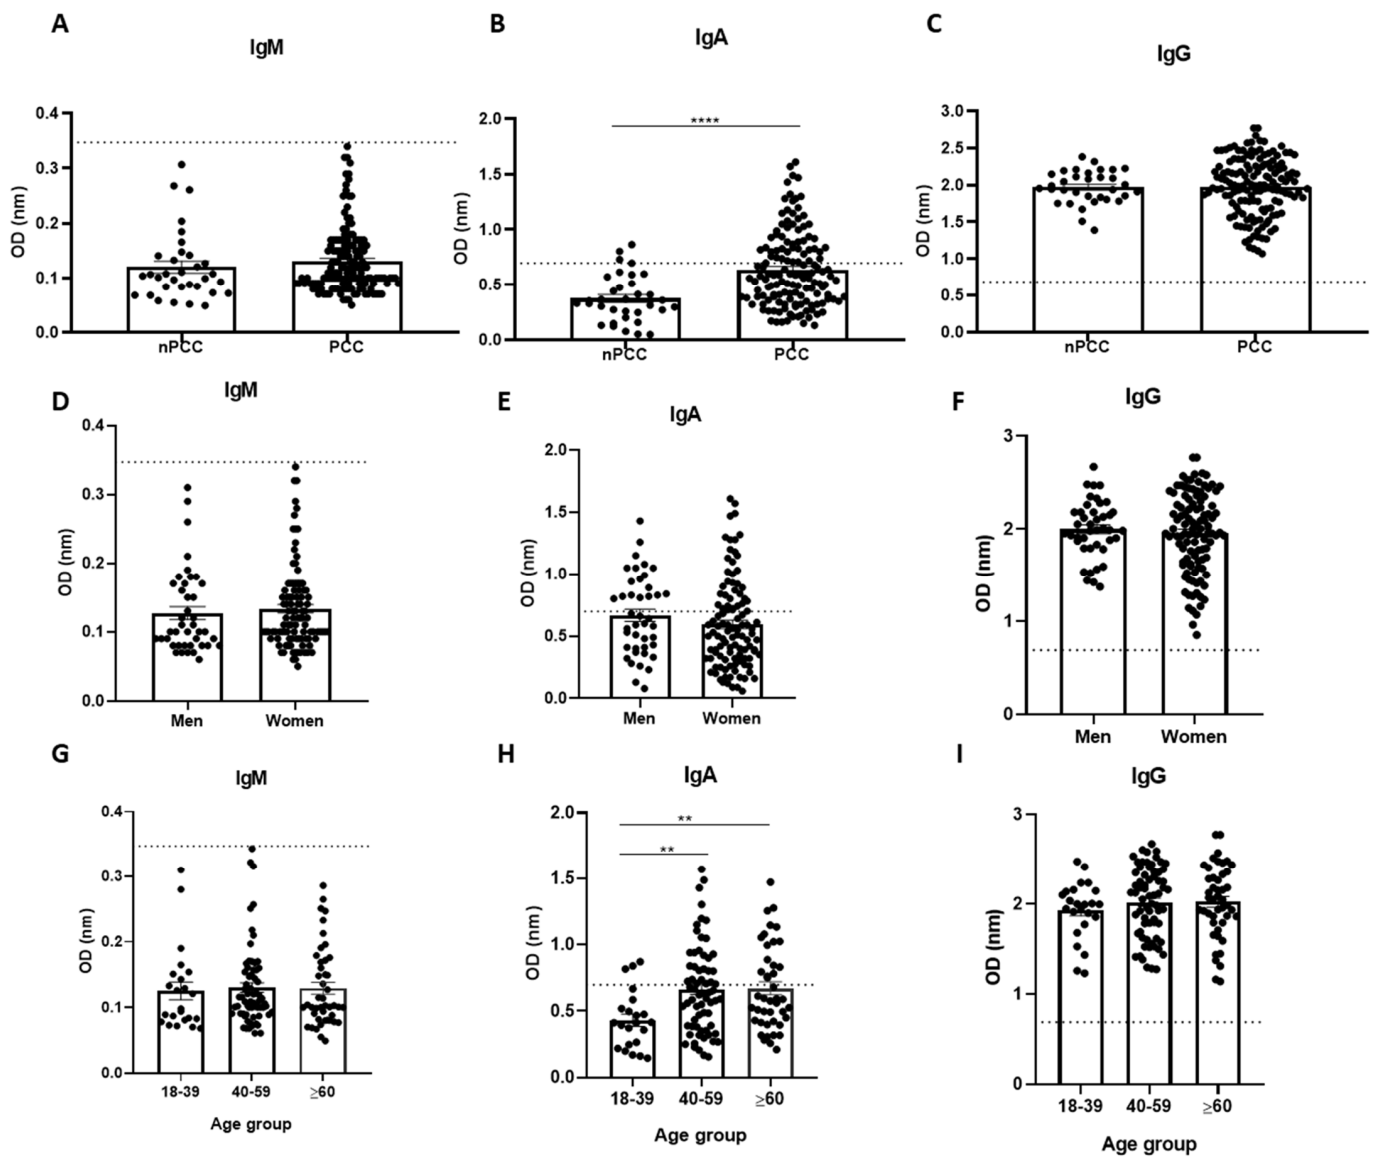 A
IgM
OD (nm)
0.4
0.3
0.2
0.1
0.0
nPCC PCC
B
IgA
OD (nm)
2.0
1.5
1.0
0.5
0.0
****
nPCC PCC
C
IgG
OD (nm)
3.0
2.5
2.0
1.5
1.0
0.5
0.0
nPCC PCC
D
IgM
OD (nm)
0.4
0.3
0.2
0.1
0.0
Men Women
E
IgA
OD (nm)
2.0
1.5
1.0
0.5
0.0
Men Women
F
IgG
OD (nm)
3
2
1
0
Men Women
G
IgM
OD (nm)
0.4
0.3
0.2
0.1
0.0
18-39 40-59 ≥60
Age group
H
IgA
OD (nm)
2.0
1.5
1.0
0.5
0.0
**
**
18-39 40-59 ≥60
Age group
I
IgG
OD (nm)
3
2
1
0
18-39 40-59 ≥60
Age group